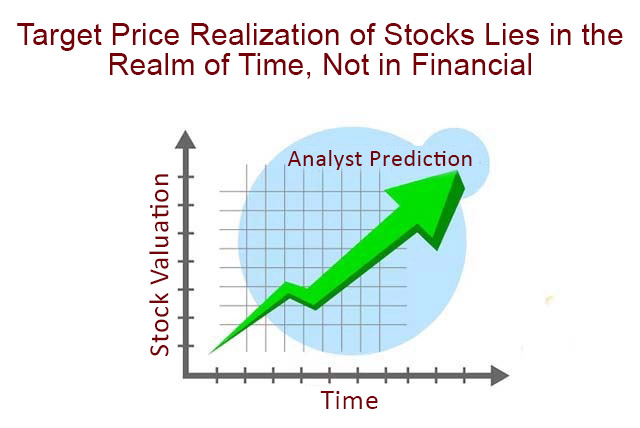 Target Price Realization of Stocks Lies in the
Realm of Time, Not in Financial
Analyst Prediction
Stock Valuation
Time